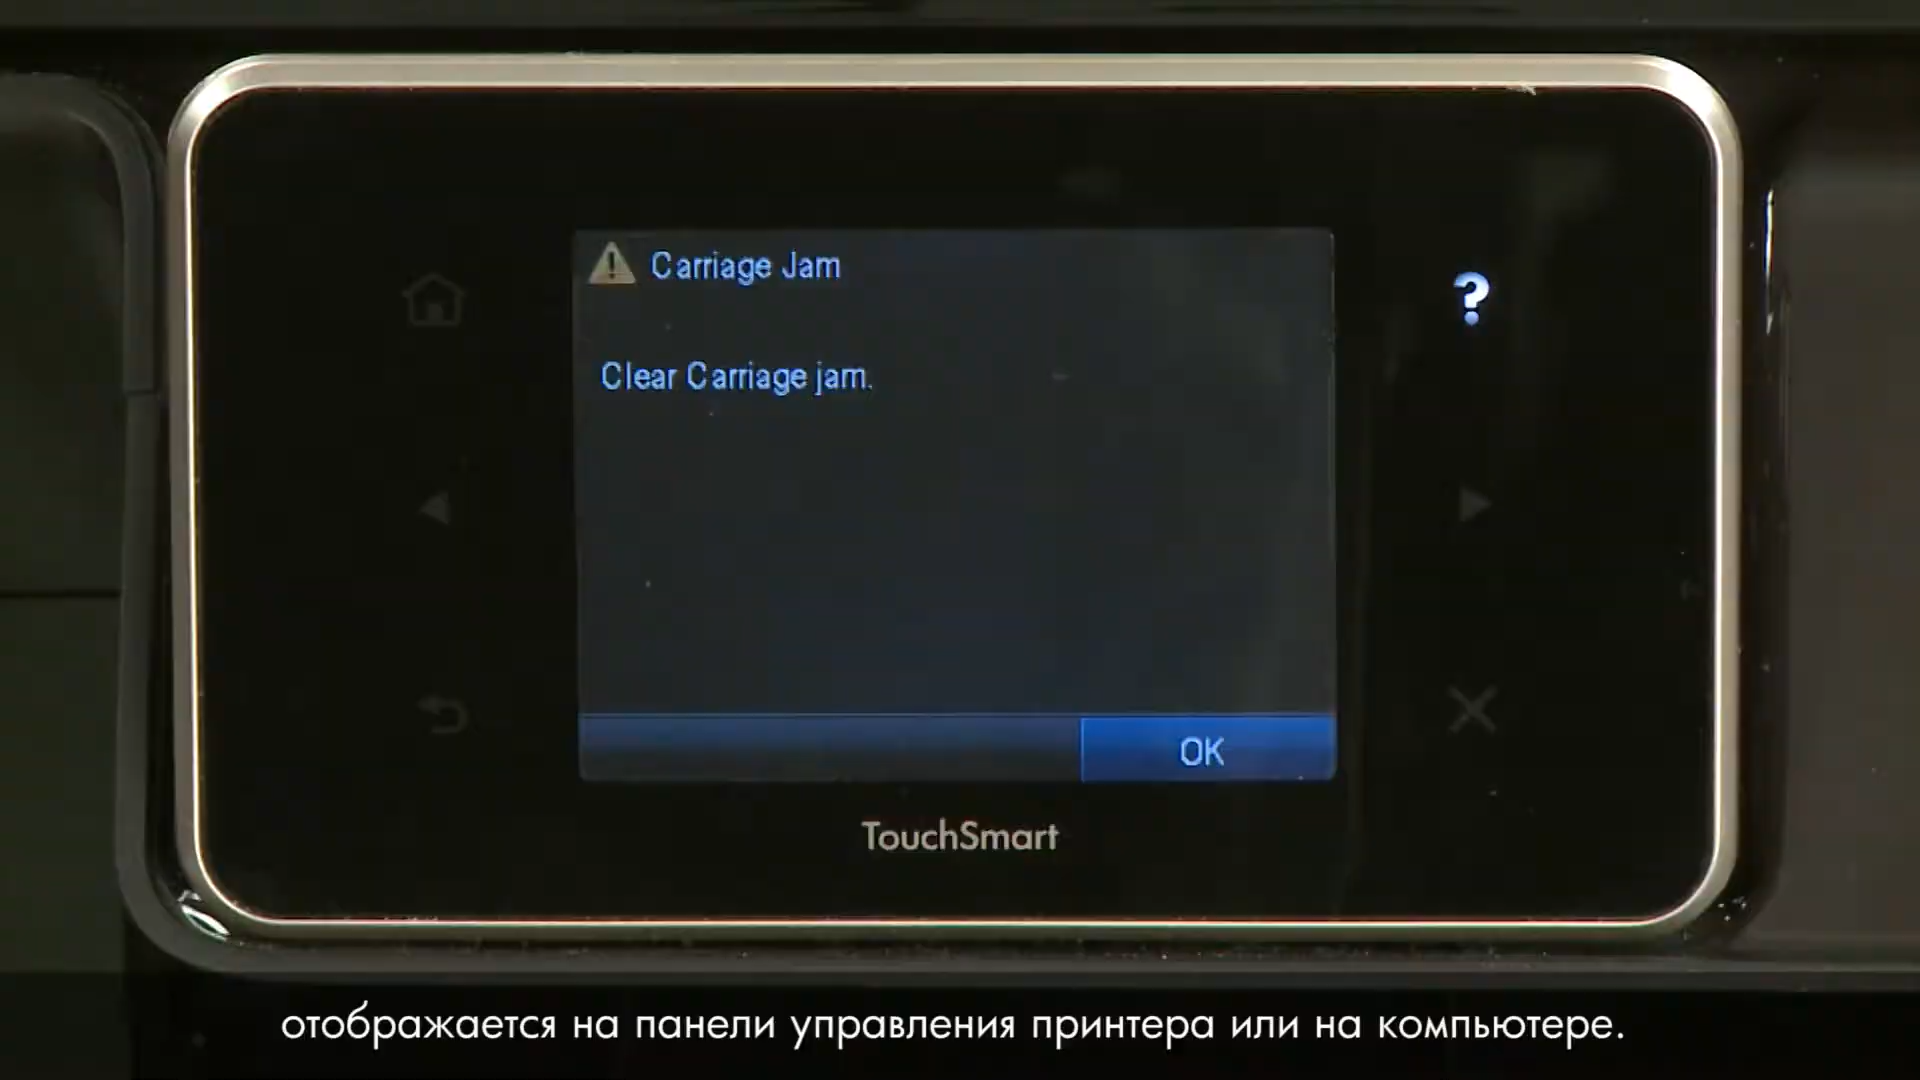 Carriage Jam
Clear Carriage jam.
OK
TouchSmart
отображается на панели управления принтера или на компьютере.